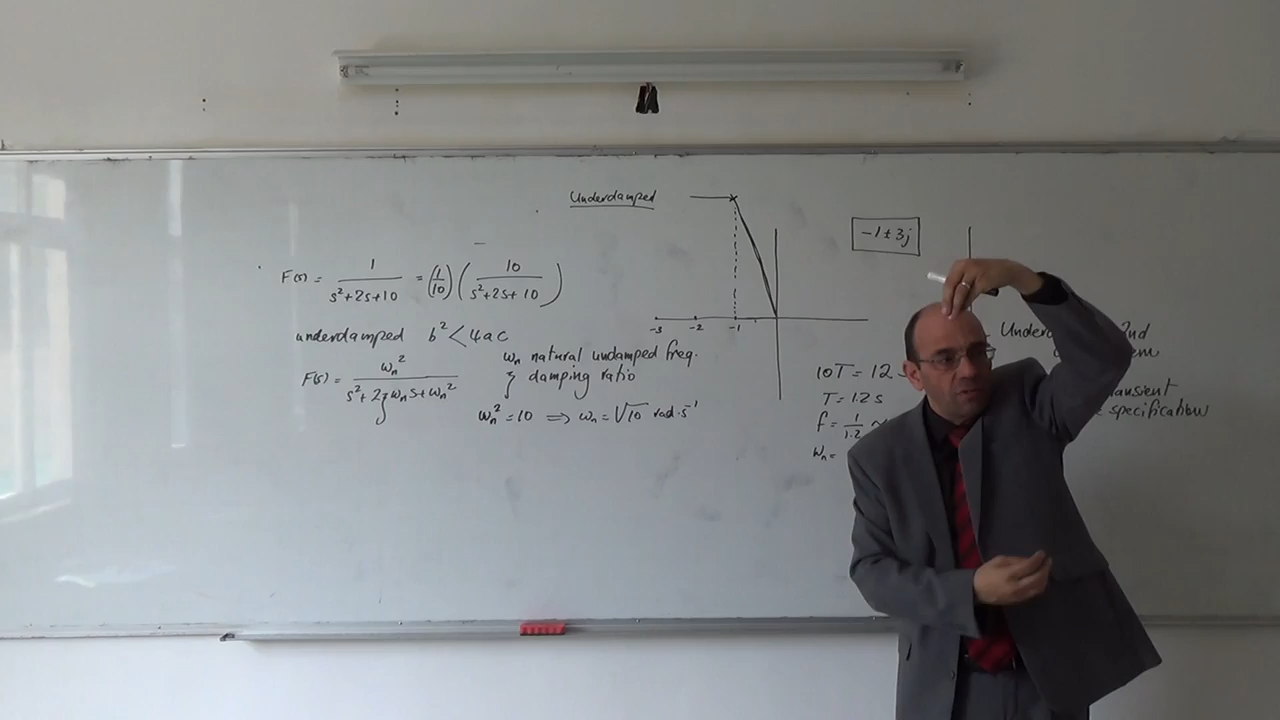 Underdamped
-1±3j
F(s) = 1/(s²+2s+10) = (1/10) (10/(s²+2s+10))
underdamped b² < 4ac
F(s) = ωn²/(s²+2ζωns+ωn²)
ωn natural undamped freq.
ζ damping ratio
ωn² = 10 ⟹ ωn = √10 rad·s⁻¹
-3 -2 -1
10T = 12
T = 1.2 s
f = 1/1.2
ωn =
2nd
specification